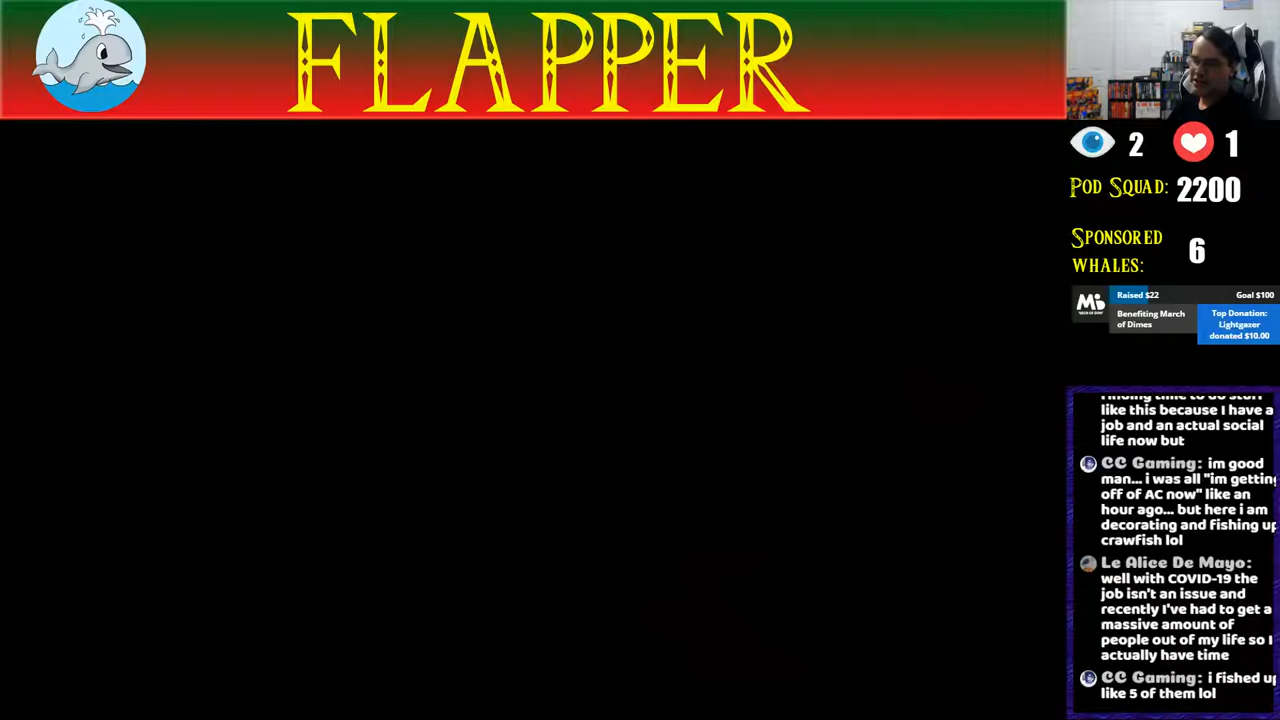 FLAPPER
2 1
Pod Squad: 2200
Sponsored
whales: 6
Raised $22 Goal $100
Benefiting March
of Dimes
Top Donation:
Lightgazer
donated $10.00
finding time to do stuff
like this because I have a
job and an actual social
life now but
CC Gaming: im good
man... i was all "im getting
off of AC now" like an
hour ago... but here i am
decorating and fishing up
crawfish lol
Le Alice De Mayo:
well with COVID-19 the
job isn't an issue and
recently I've had to get a
massive amount of
people out of my life so I
actually have time
CC Gaming: i fished up
like 5 of them lol